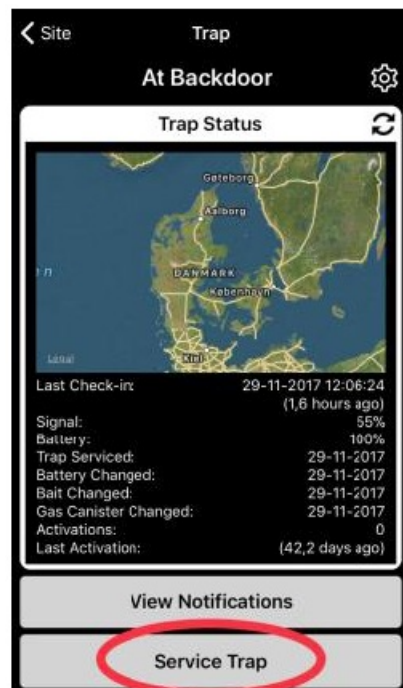 Site Trap
At Backdoor
Trap Status
Gøteborg
Aalborg
DANMARK
København
Kiel
Legal
Last Check-in: 29-11-2017 12:06:24
(1,6 hours ago)
Signal: 55%
Battery: 100%
Trap Serviced: 29-11-2017
Battery Changed: 29-11-2017
Bait Changed: 29-11-2017
Gas Canister Changed: 29-11-2017
Activations: 0
Last Activation: (42,2 days ago)
View Notifications
Service Trap